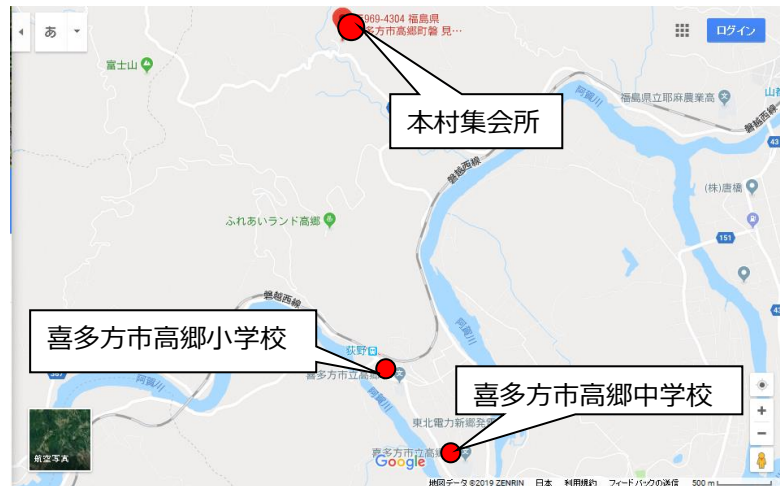 あ
969-4304 福島県
多方市高郷町磐 見…
ログイン
富士山
本村集会所
阿賀川
福島県立耶麻農業高
磐越西線
磐越西線
(株)唐橋
ふれあいランド高郷
151
磐越西線
喜多方市高郷小学校
荻野
阿賀川
阿賀川
喜多方市立高郷
喜多方市高郷中学校
阿賀川
東北電力新郷発
喜多方市立高郷
航空写真
Google
地図データ ©2019 ZENRIN 日本 利用規約 フィードバックの送信 500 m